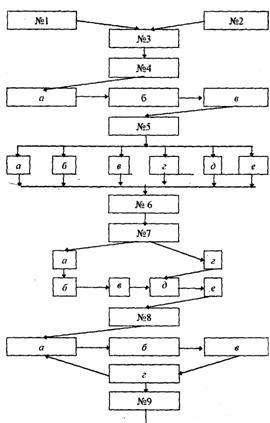 №1 №2
№3
№4
а б в
№5
а б в г д е
№ 6
№7
а г
б в д е
№8
а б в
г
№9